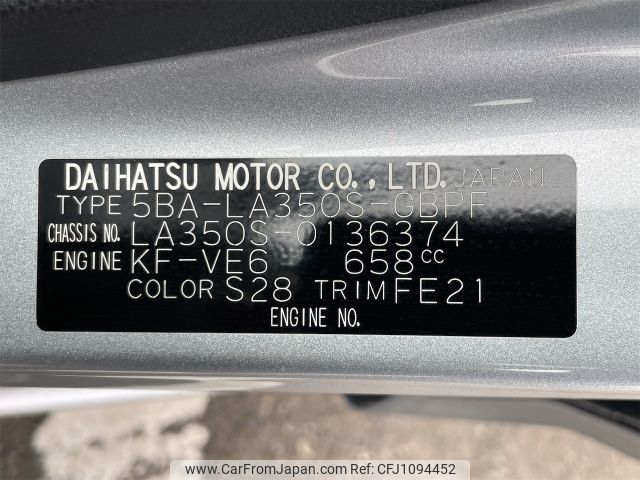 DAIHATSU MOTOR CO., LTD. JAPAN
TYPE 5BA-LA350S-GBPF
CHASSIS NO. LA350S-0136374
ENGINE KF-VE6 658CC
COLOR S28 TRIM FE21
ENGINE NO.
www.CarFromJapan.com | REF:CFJ1094452